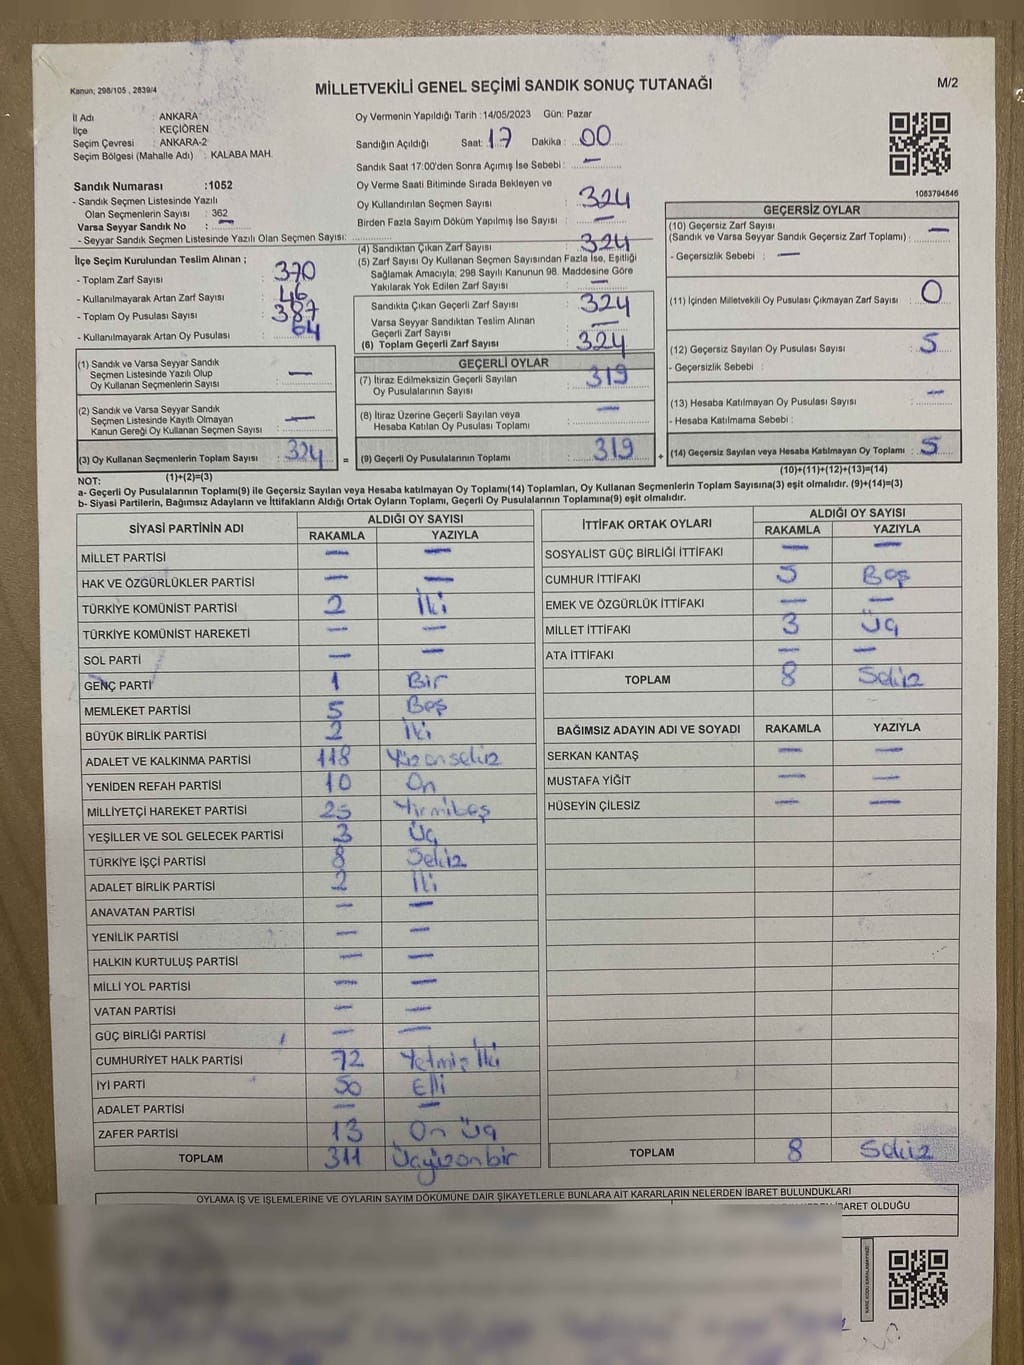 Kanun; 298/105 , 2839/4
MİLLETVEKİLİ GENEL SEÇİMİ SANDIK SONUÇ TUTANAĞI
M/2
İl Adı : ANKARA
İlçe : KEÇİÖREN
Seçim Çevresi : ANKARA-2
Seçim Bölgesi (Mahalle Adı) : KALABA MAH.
Oy Vermenin Yapıldığı Tarih : 14/05/2023 Gün: Pazar
Sandığın Açıldığı Saat: 17 Dakika : 00
Sandık Saat 17:00'den Sonra Açımış İse Sebebi : —
Sandık Numarası : 1052
- Sandık Seçmen Listesinde Yazılı
Olan Seçmenlerin Sayısı : 362
Varsa Seyyar Sandık No : —
- Seyyar Sandık Seçmen Listesinde Yazılı Olan Seçmen Sayısı:
Oy Verme Saati Bitiminde Sırada Bekleyen ve
Oy Kullandırılan Seçmen Sayısı : 324
Birden Fazla Sayım Döküm Yapılmış İse Sayısı : —
1063794846
İlçe Seçim Kurulundan Teslim Alınan ;
- Toplam Zarf Sayısı : 370
- Kullanılmayarak Artan Zarf Sayısı : 46
- Toplam Oy Pusulası Sayısı : 387
- Kullanılmayarak Artan Oy Pusulası : 64
(4) Sandıktan Çıkan Zarf Sayısı : 324
(5) Zarf Sayısı Oy Kullanan Seçmen Sayısından Fazla İse, Eşitliği
Sağlamak Amacıyla; 298 Sayılı Kanunun 98. Maddesine Göre
Yakılarak Yok Edilen Zarf Sayısı : —
Sandıkta Çıkan Geçerli Zarf Sayısı : 324
Varsa Seyyar Sandıktan Teslim Alınan
Geçerli Zarf Sayısı : —
(6) Toplam Geçerli Zarf Sayısı : 324
GEÇERSİZ OYLAR
(10) Geçersiz Zarf Sayısı
(Sandık ve Varsa Seyyar Sandık Geçersiz Zarf Toplamı) : —
- Geçersizlik Sebebi : —
(11) İçinden Milletvekili Oy Pusulası Çıkmayan Zarf Sayısı : 0
(12) Geçersiz Sayılan Oy Pusulası Sayısı : 5
- Geçersizlik Sebebi :
(13) Hesaba Katılmayan Oy Pusulası Sayısı : —
- Hesaba Katılmama Sebebi :
(14) Geçersiz Sayılan veya Hesaba Katılmayan Oy Toplamı : 5
(10)+(11)+(12)+(13)=(14)
(1) Sandık ve Varsa Seyyar Sandık
Seçmen Listesinde Yazılı Olup
Oy Kullanan Seçmenlerin Sayısı : —
(2) Sandık ve Varsa Seyyar Sandık
Seçmen Listesinde Kayıtlı Olmayan
Kanun Gereği Oy Kullanan Seçmen Sayısı : —
(3) Oy Kullanan Seçmenlerin Toplam Sayısı : 324
(1)+(2)=(3)
=
GEÇERLİ OYLAR
(7) İtiraz Edilmeksizin Geçerli Sayılan
Oy Pusulalarının Sayısı : 319
(8) İtiraz Üzerine Geçerli Sayılan veya
Hesaba Katılan Oy Pusulası Toplamı : —
(9) Geçerli Oy Pusulalarının Toplamı : 319
+
NOT:
a- Geçerli Oy Pusulalarının Toplamı(9) ile Geçersiz Sayılan veya Hesaba katılmayan Oy Toplamı(14) Toplamları, Oy Kullanan Seçmenlerin Toplam Sayısına(3) eşit olmalıdır. (9)+(14)=(3)
b- Siyasi Partilerin, Bağımsız Adayların ve İttifakların Aldığı Ortak Oyların Toplamı, Geçerli Oy Pusulalarının Toplamına(9) eşit olmalıdır.
SİYASİ PARTİNİN ADI ALDIĞI OY SAYISI
RAKAMLA YAZIYLA
MİLLET PARTİSİ — —
HAK VE ÖZGÜRLÜKLER PARTİSİ — —
TÜRKİYE KOMÜNİST PARTİSİ 2 İki
TÜRKİYE KOMÜNİST HAREKETİ — —
SOL PARTİ — —
GENÇ PARTİ 1 Bir
MEMLEKET PARTİSİ 5 Beş
BÜYÜK BİRLİK PARTİSİ 2 İki
ADALET VE KALKINMA PARTİSİ 118 Yüzonsekiz
YENİDEN REFAH PARTİSİ 10 On
MİLLİYETÇİ HAREKET PARTİSİ 25 Yirmibeş
YEŞİLLER VE SOL GELECEK PARTİSİ 3 Üç
TÜRKİYE İŞÇİ PARTİSİ 8 Sekiz
ADALET BİRLİK PARTİSİ 2 İki
ANAVATAN PARTİSİ — —
YENİLİK PARTİSİ — —
HALKIN KURTULUŞ PARTİSİ — —
MİLLİ YOL PARTİSİ — —
VATAN PARTİSİ — —
GÜÇ BİRLİĞİ PARTİSİ — —
CUMHURİYET HALK PARTİSİ 72 Yetmiş İki
İYİ PARTİ 50 Elli
ADALET PARTİSİ — —
ZAFER PARTİSİ 13 On Üç
TOPLAM 311 Üçyüzonbir
İTTİFAK ORTAK OYLARI ALDIĞI OY SAYISI
RAKAMLA YAZIYLA
SOSYALİST GÜÇ BİRLİĞİ İTTİFAKI — —
CUMHUR İTTİFAKI 5 Beş
EMEK VE ÖZGÜRLÜK İTTİFAKI — —
MİLLET İTTİFAKI 3 Üç
ATA İTTİFAKI — —
TOPLAM 8 Sekiz
BAĞIMSIZ ADAYIN ADI VE SOYADI RAKAMLA YAZIYLA
SERKAN KANTAŞ — —
MUSTAFA YİĞİT — —
HÜSEYİN ÇİLESİZ — —
TOPLAM 8 Sekiz
OYLAMA İŞ VE İŞLEMLERİNE VE OYLARIN SAYIM DÖKÜMÜNE DAİR ŞİKAYETLERLE BUNLARA AİT KARARLARIN NELERDEN İBARET BULUNDUKLARI
İBARET OLDUĞU